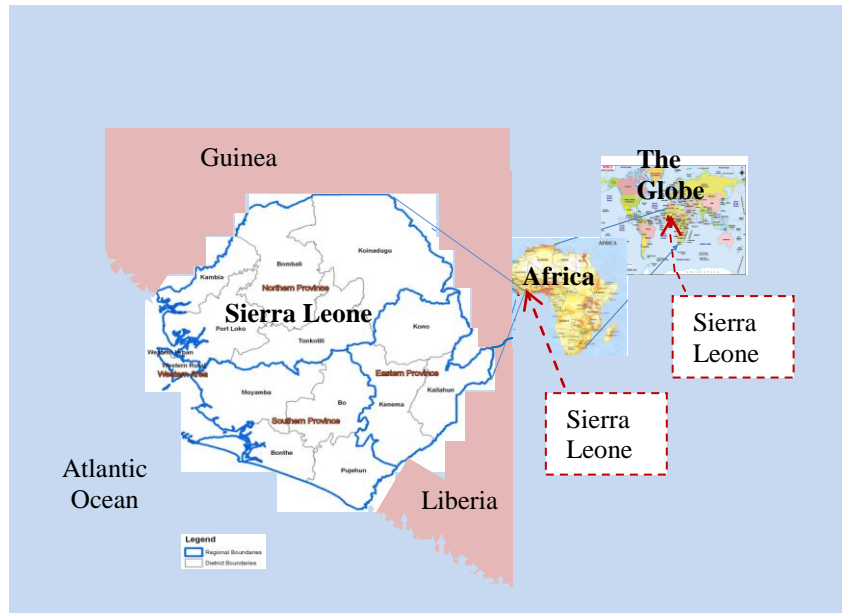 Guinea
The
Globe
Koinadugu
Bombali
AFRICA
Africa
Kambia
Northern Province
Sierra Leone
Sierra
Leone
Port Loko
Kono
Tonkolili
Western Urban
Western Rural
Western Area
Eastern Province
Kailahun
Moyamba
Bo
Kenema
Sierra
Leone
Southern Province
Bonthe
Pujehun
Atlantic
Ocean
Liberia
Legend
Regional Boundaries
District Boundaries